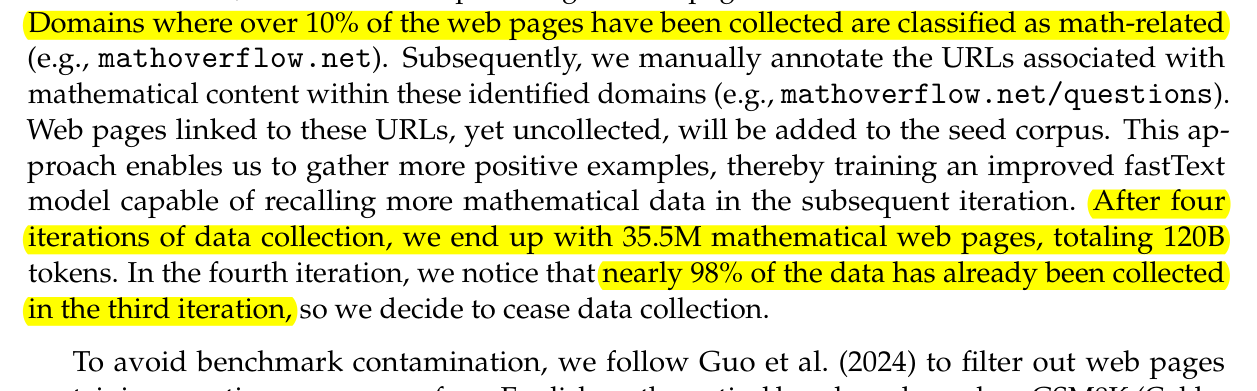 Domains where over 10% of the web pages have been collected are classified as math-related
(e.g., mathoverflow.net). Subsequently, we manually annotate the URLs associated with
mathematical content within these identified domains (e.g., mathoverflow.net/questions).
Web pages linked to these URLs, yet uncollected, will be added to the seed corpus. This ap-
proach enables us to gather more positive examples, thereby training an improved fastText
model capable of recalling more mathematical data in the subsequent iteration. After four
iterations of data collection, we end up with 35.5M mathematical web pages, totaling 120B
tokens. In the fourth iteration, we notice that nearly 98% of the data has already been collected
in the third iteration, so we decide to cease data collection.
To avoid benchmark contamination, we follow Guo et al. (2024) to filter out web pages